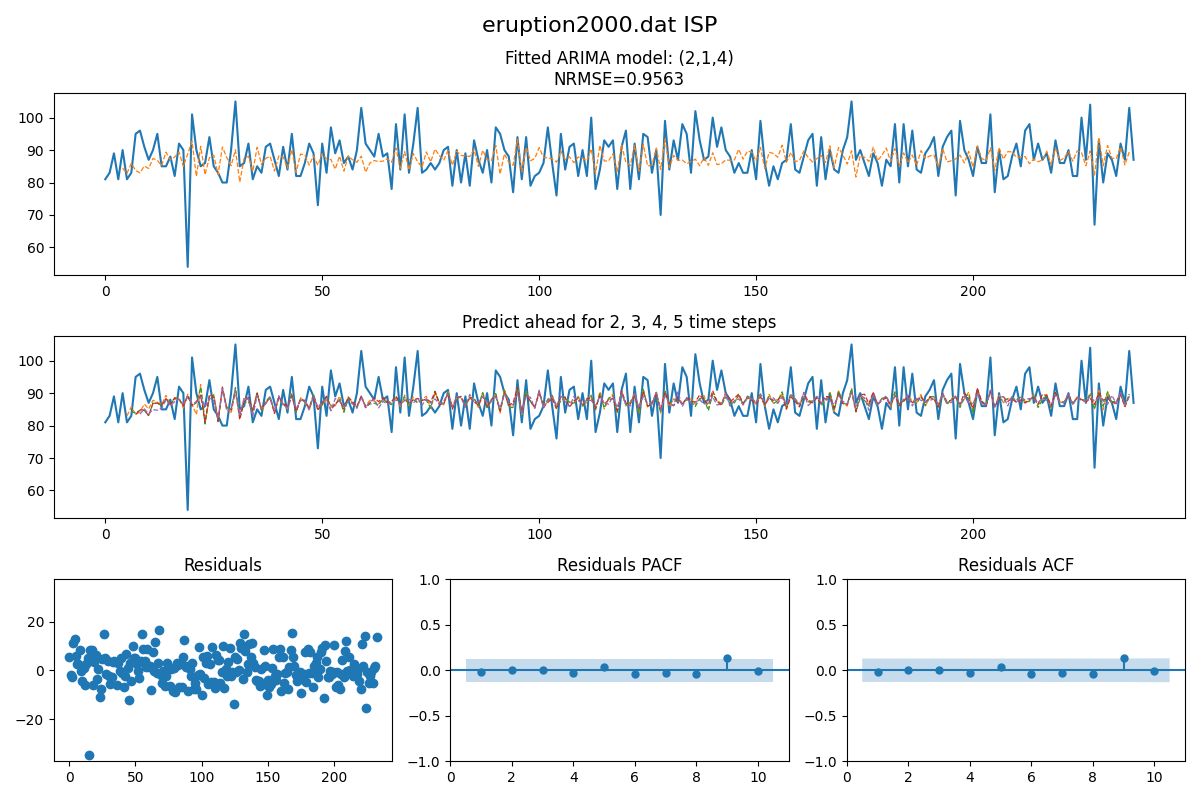 eruption2000.dat ISP
Fitted ARIMA model: (2,1,4)
NRMSE=0.9563
100
90
80
70
60
0 50 100 150 200
Predict ahead for 2, 3, 4, 5 time steps
100
90
80
70
60
0 50 100 150 200
Residuals
20
0
−20
0 50 100 150 200
Residuals PACF
1.0
0.5
0.0
−0.5
−1.0
0 2 4 6 8 10
Residuals ACF
1.0
0.5
0.0
−0.5
−1.0
0 2 4 6 8 10